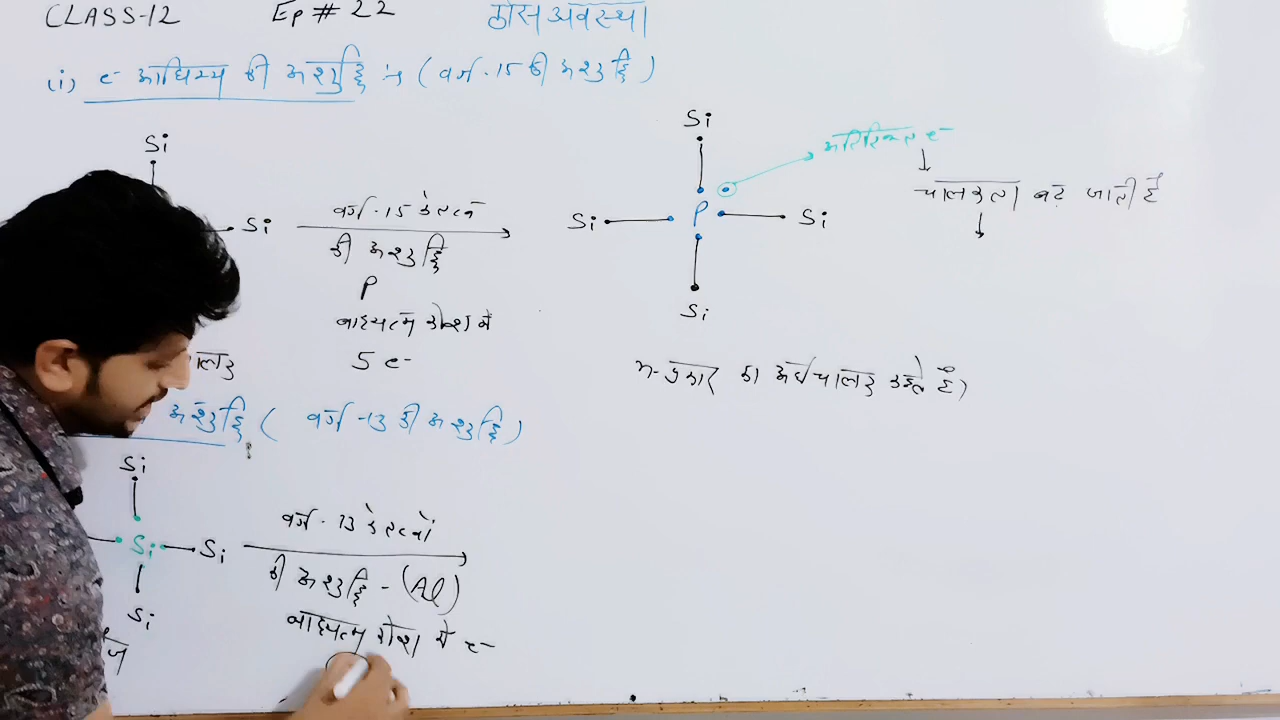 CLASS-12 Ep # 22 ठोस अवस्था
(i) e- आधिक्य की अशुद्धि :- (वर्ग-15 की अशुद्धि)
Si
Si
वर्ग-15 के तत्व
की अशुद्धि
P
बाह्यतम कोश में
5 e-
Si
अतिरिक्त e-
चालकता बढ़ जाती है
Si P Si
Si
n-प्रकार का अर्धचालक कहते हैं।
अशुद्धि ( वर्ग-13 की अशुद्धि)
Si
Si Si
Si
वर्ग-13 के तत्वों
की अशुद्धि - (Al)
बाह्यतम कोश में e-